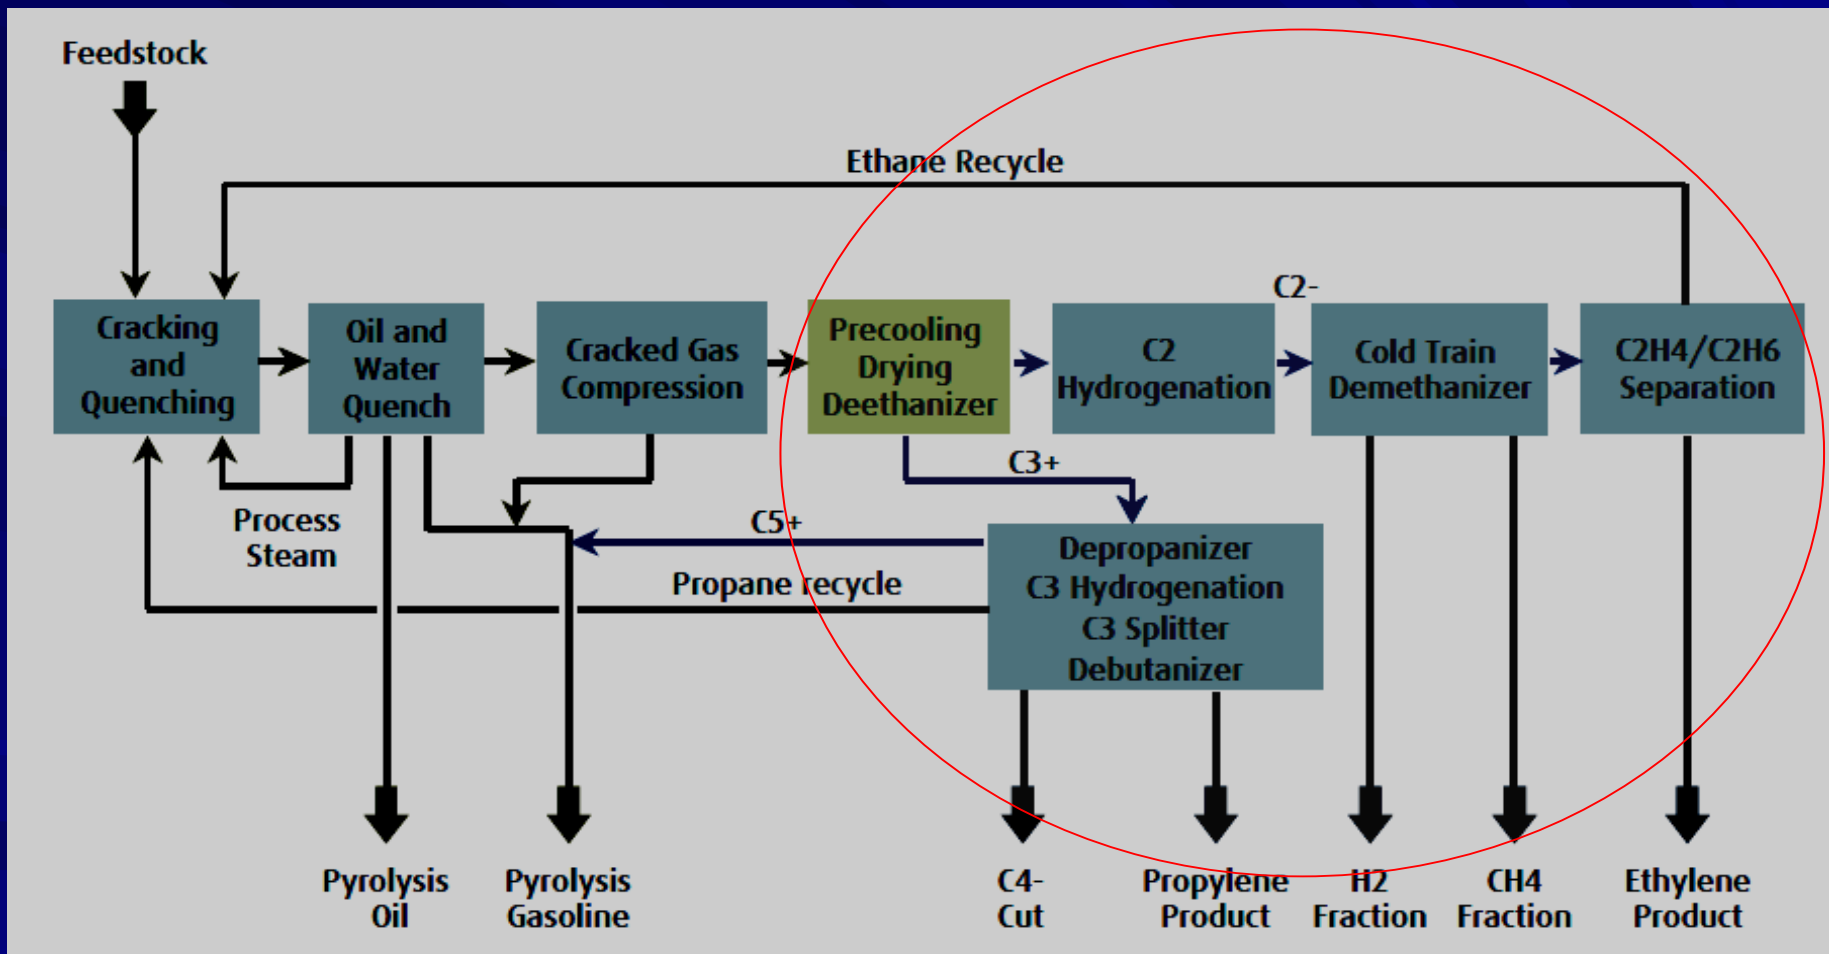 Feedstock
Ethane Recycle
C2-
Cracking
and
Quenching
Oil and
Water
Quench
Cracked Gas
Compression
Precooling
Drying
Deethanizer
C2
Hydrogenation
Cold Train
Demethanizer
C2H4/C2H6
Separation
C3+
Process
Steam
C5+
Propane recycle
Depropanizer
C3 Hydrogenation
C3 Splitter
Debutanizer
Pyrolysis
Oil
Pyrolysis
Gasoline
C4-
Cut
Propylene
Product
H2
Fraction
CH4
Fraction
Ethylene
Product